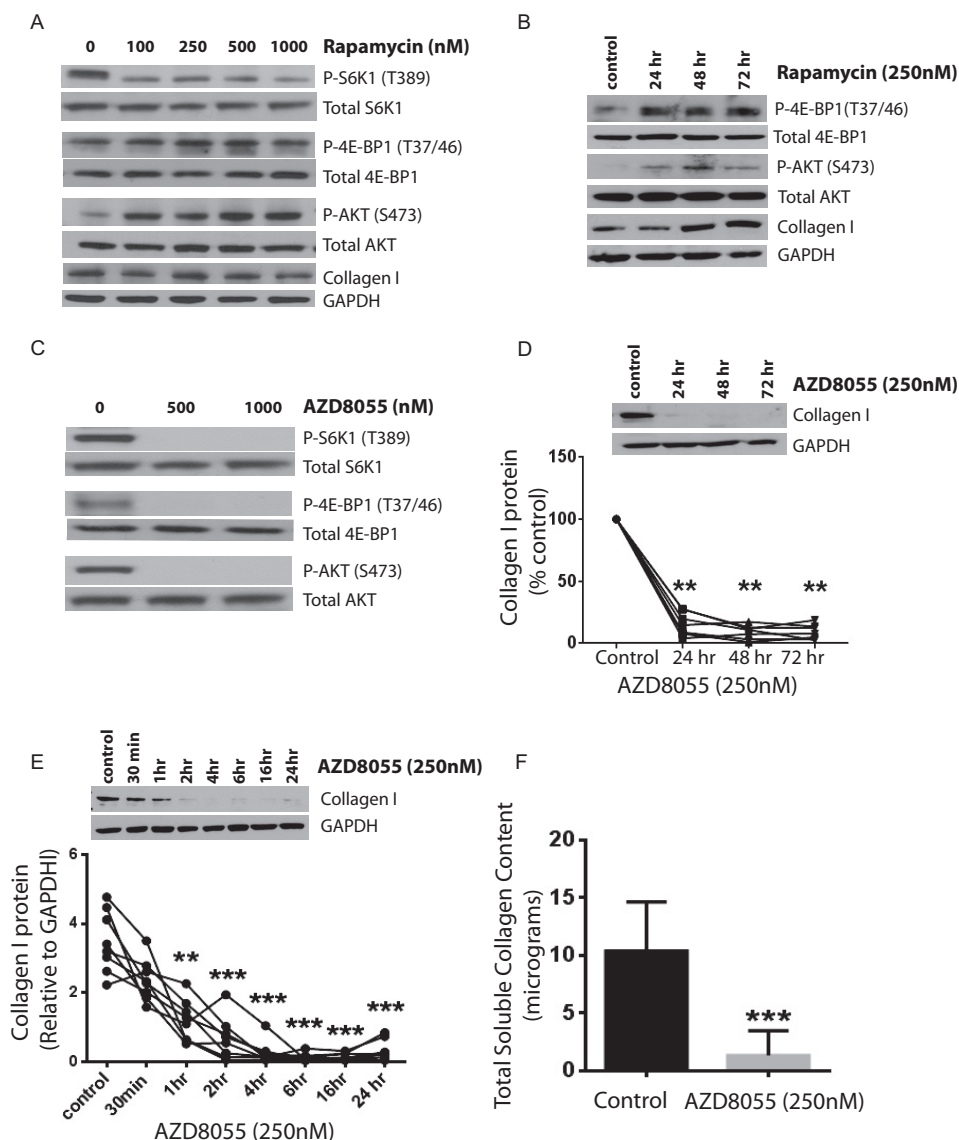 A
0 100 250 500 1000 Rapamycin (nM)
P-S6K1 (T389)
Total S6K1
P-4E-BP1 (T37/46)
Total 4E-BP1
P-AKT (S473)
Total AKT
Collagen I
GAPDH
B
control 24 hr 48 hr 72 hr Rapamycin (250nM)
P-4E-BP1(T37/46)
Total 4E-BP1
P-AKT (S473)
Total AKT
Collagen I
GAPDH
C
0 500 1000 AZD8055 (nM)
P-S6K1 (T389)
Total S6K1
P-4E-BP1 (T37/46)
Total 4E-BP1
P-AKT (S473)
Total AKT
D
control 24 hr 48 hr 72 hr AZD8055 (250nM)
Collagen I
GAPDH
Collagen I protein
(% control)
150
100
50
0
** ** **
Control 24 hr 48 hr 72 hr
AZD8055 (250nM)
E
control 30 min 1hr 2hr 4hr 6hr 16hr 24hr AZD8055 (250nM)
Collagen I
GAPDH
Collagen I protein
(Relative to GAPDHI)
6
4
2
0
** *** *** *** *** ***
control 30min 1hr 2hr 4hr 6hr 16hr 24 hr
AZD8055 (250nM)
F
Total Soluble Collagen Content
(micrograms)
20
15
10
5
0
***
Control AZD8055 (250nM)